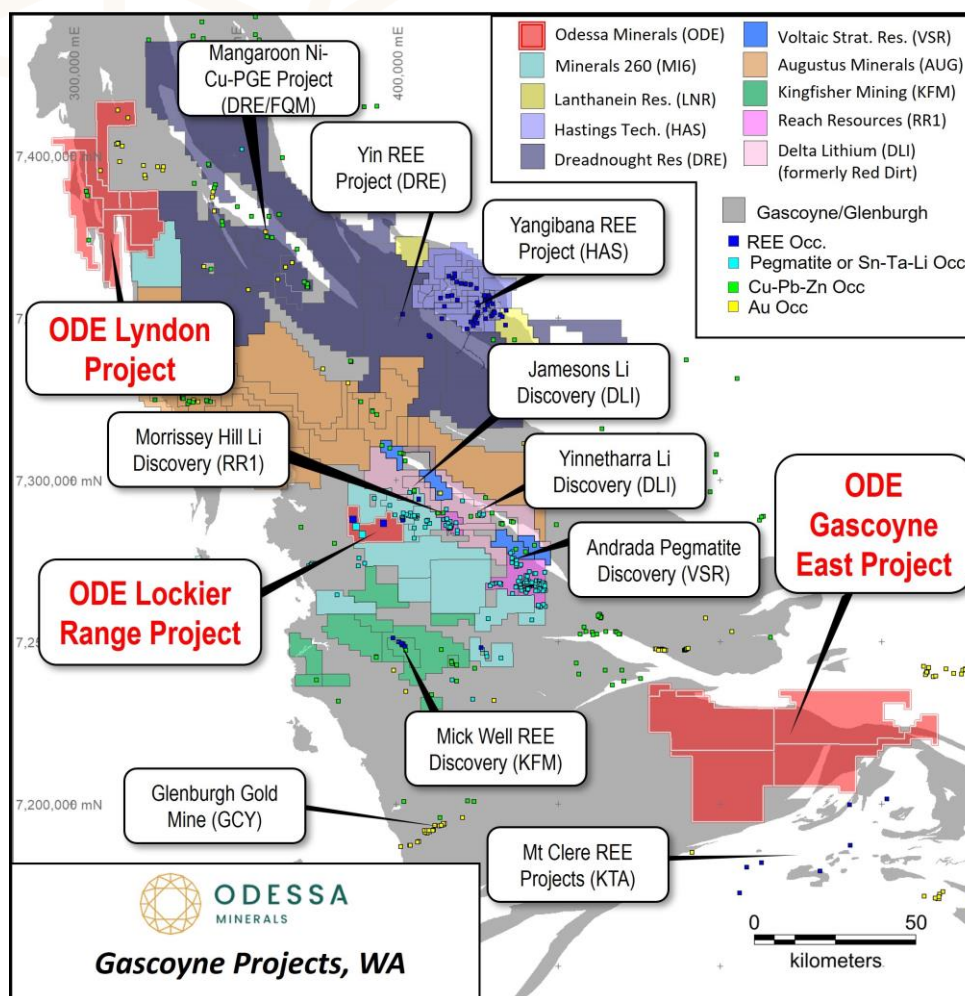 300,000 mE
400,000 mE
Mangaroon Ni-
Cu-PGE Project
(DRE/FQM)
Odessa Minerals (ODE)
Minerals 260 (MI6)
Lanthanein Res. (LNR)
Hastings Tech. (HAS)
Dreadnought Res (DRE)
Voltaic Strat. Res. (VSR)
Augustus Minerals (AUG)
Kingfisher Mining (KFM)
Reach Resources (RR1)
Delta Lithium (DLI)
(formerly Red Dirt)
Gascoyne/Glenburgh
REE Occ.
Pegmatite or Sn-Ta-Li Occ
Cu-Pb-Zn Occ
Au Occ
7,400,000 mN
Yin REE
Project (DRE)
Yangibana REE
Project (HAS)
ODE Lyndon
Project
Jamesons Li
Discovery (DLI)
Morrissey Hill Li
Discovery (RR1)
7,300,000 mN
Yinnetharra Li
Discovery (DLI)
ODE
Gascoyne
East Project
Andrada Pegmatite
Discovery (VSR)
ODE Lockier
Range Project
7,25
Mick Well REE
Discovery (KFM)
Glenburgh Gold
Mine (GCY)
7,200,000 mN
Mt Clere REE
Projects (KTA)
ODESSA
MINERALS
Gascoyne Projects, WA
0 50
kilometers